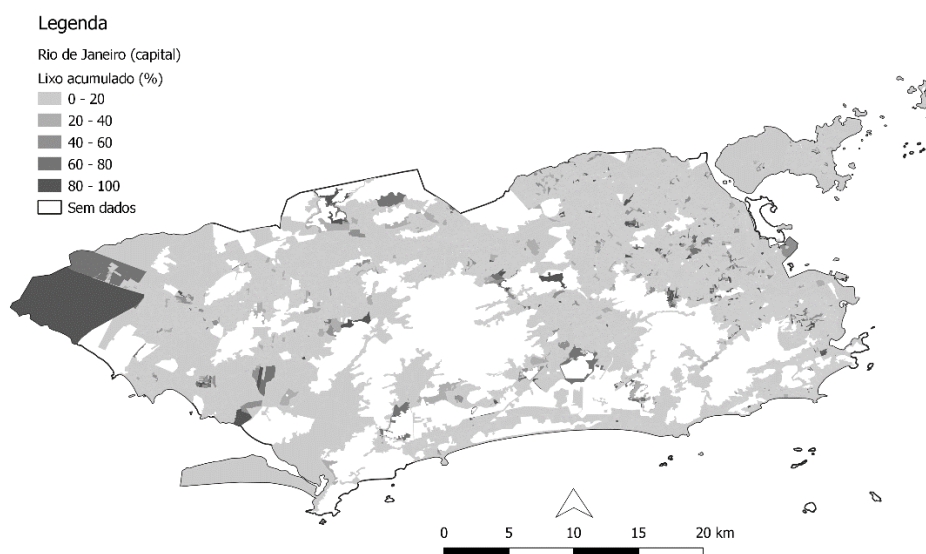 Legenda
Rio de Janeiro (capital)
Lixo acumulado (%)
0 - 20
20 - 40
40 - 60
60 - 80
80 - 100
Sem dados
0 5 10 15 20 km